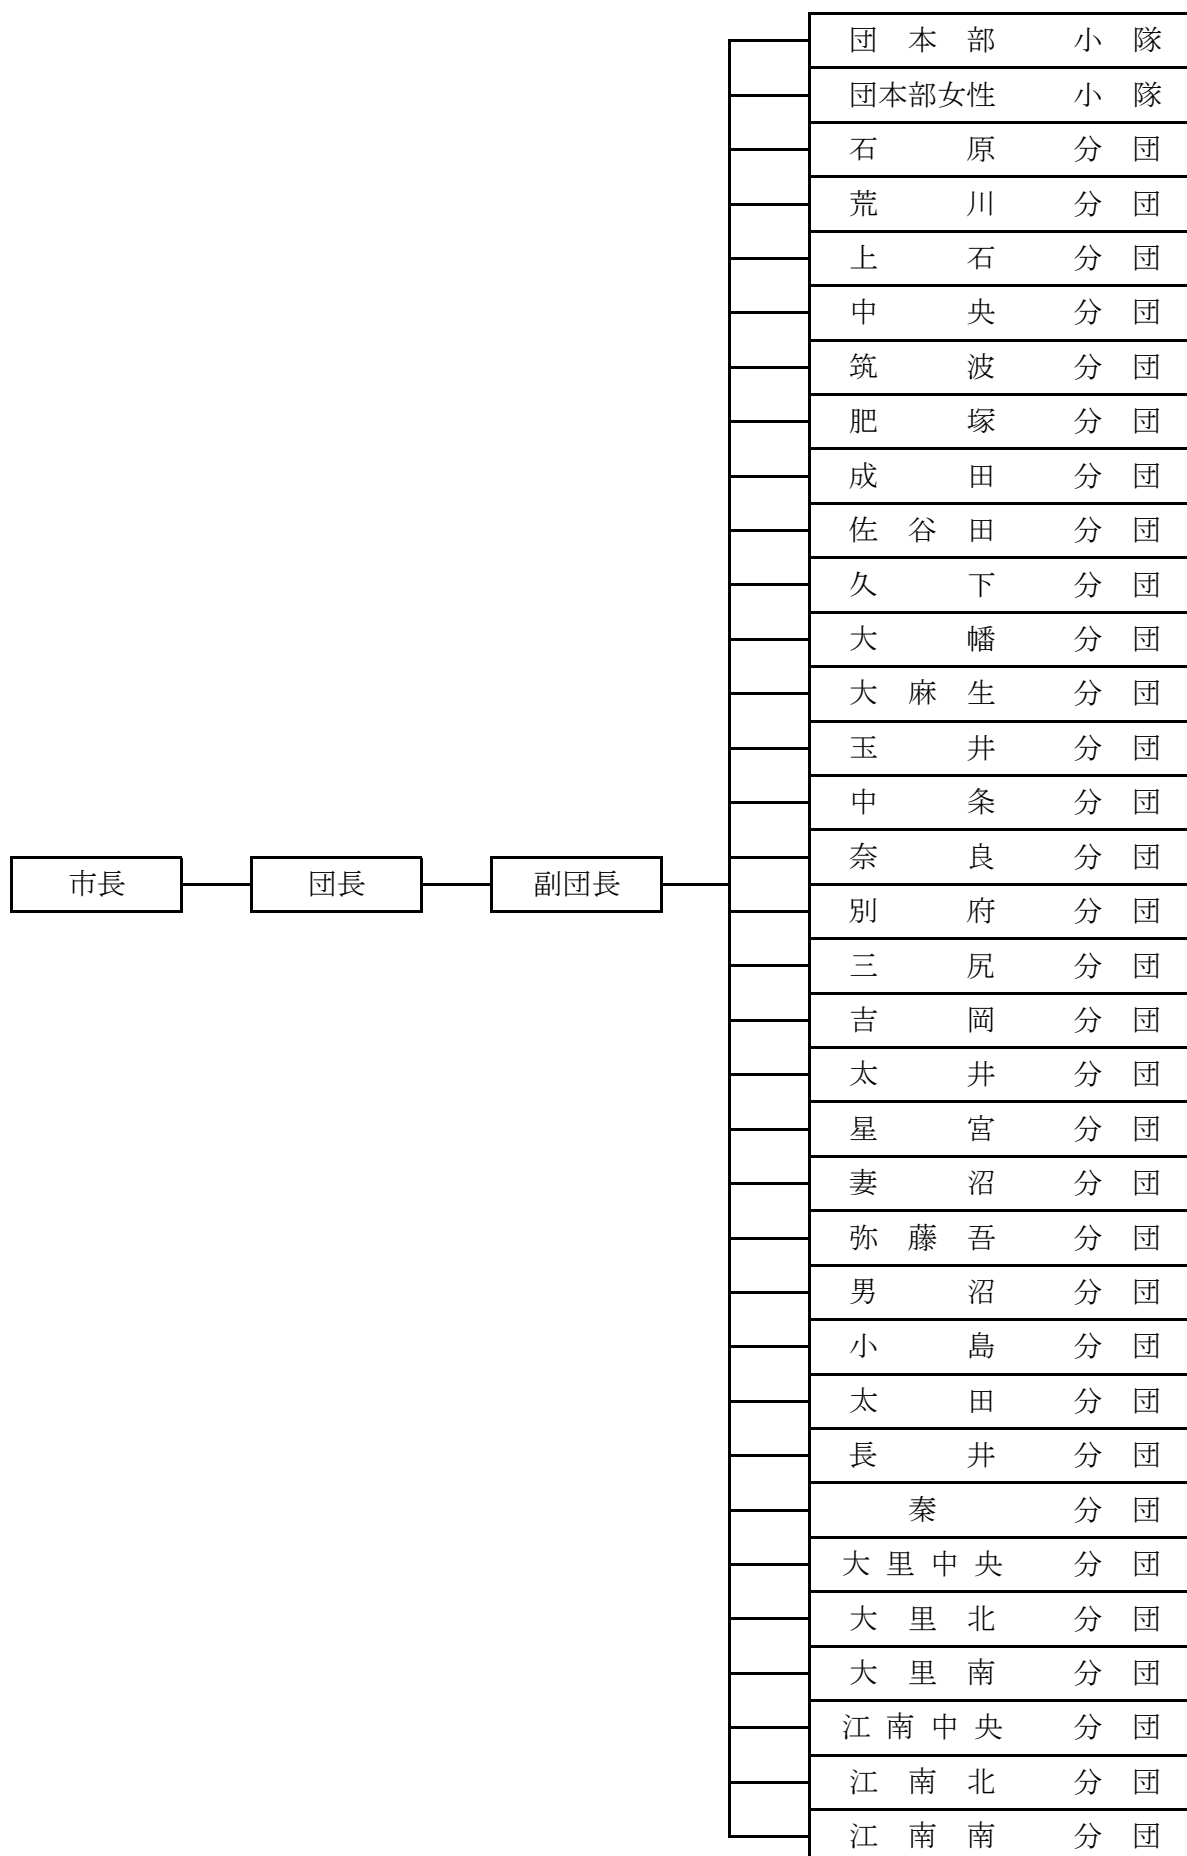 団本部 小隊
団本部女性 小隊
石原 分団
荒川 分団
上石 分団
中央 分団
筑波 分団
肥塚 分団
成田 分団
佐谷田 分団
久下 分団
大幡 分団
大麻生 分団
玉井 分団
中条 分団
市長 団長 副団長 奈良 分団
別府 分団
三尻 分団
吉岡 分団
太井 分団
星宮 分団
妻沼 分団
弥藤吾 分団
男沼 分団
小島 分団
太田 分団
長井 分団
秦 分団
大里中央 分団
大里北 分団
大里南 分団
江南中央 分団
江南北 分団
江南南 分団